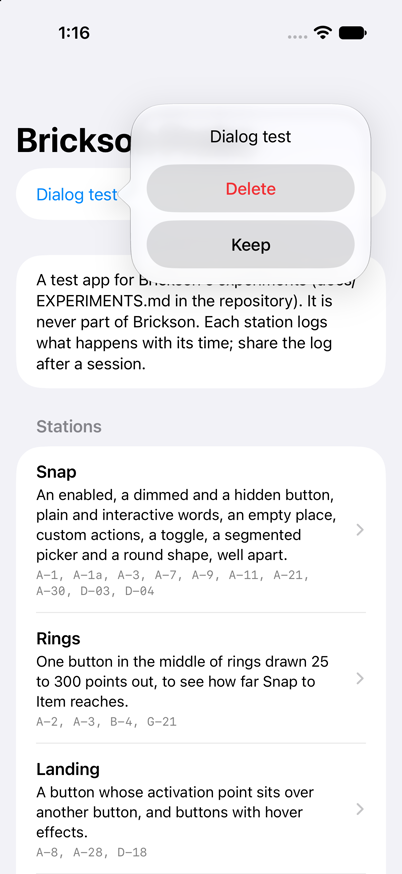 1:16
Brickso
Dialog test
Dialog test
Delete
Keep
A test app for Brickson's experiments (docs/
EXPERIMENTS.md in the repository). It is
never part of Brickson. Each station logs
what happens with its time; share the log
after a session.
Stations
Snap
An enabled, a dimmed and a hidden button,
plain and interactive words, an empty place,
custom actions, a toggle, a segmented
picker and a round shape, well apart.
A-1, A-1a, A-3, A-7, A-9, A-11, A-21,
A-30, D-03, D-04
Rings
One button in the middle of rings drawn 25
to 300 points out, to see how far Snap to
Item reaches.
A-2, A-3, B-4, G-21
Landing
A button whose activation point sits over
another button, and buttons with hover
effects.
A-8, A-28, D-18